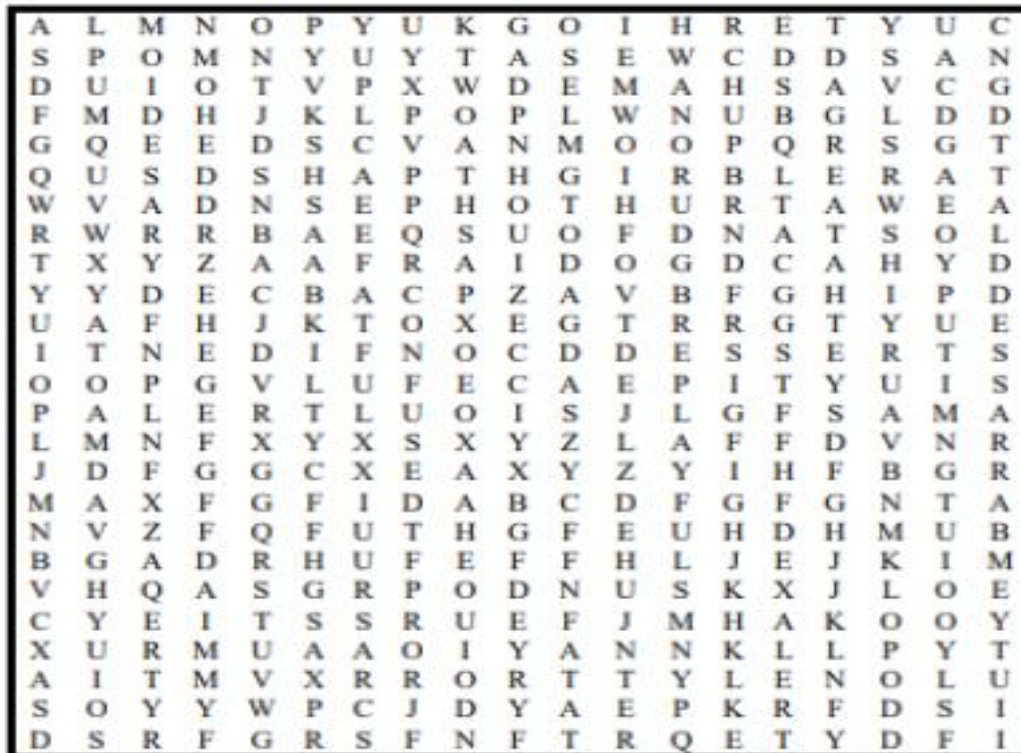 A L M N O P Y U K G O I H R E T Y U C
S P O M N Y U Y T A S E W C D D S A N
D U I O T V P X W D E M A H S A V C G
F M D H J K L P O P L W N U B G L D D
G Q E E D S C V A N M O O P Q R S G T
Q U S D S H A P T H G I R B L E R A T
W V A D N S E P H O T H U R T A W E A
R W R R B A E Q S U O F D N A T S O L
T X Y Z A A F R A I D O G D C A H Y D
Y Y D E C B A C P Z A V B F G H I P D
U A F H J K T O X E G T R R G T Y U E
I T N E D I F N O C D D E S S E R T S
O O P G V L U F E C A E P I T Y U I S
P A L E R T L U O I S J L G F S A M A
L M N F X Y X S X Y Z L A F F D V N R
J D F G G C X E A X Y Z Y I H F B G R
M A X F G F I D A B C D F G F G N T A
N V Z F Q F U T H G F E U H D H M U B
B G A D R H U F E F F H L J E J K I M
V H Q A S G R P O D N U S K X J L O E
C Y E I T S S R U E F J M H A K O O Y
X U R M U A A O I Y A N N K L L P Y T
A I T M V X R R O R T T Y L E N O L U
S O Y Y W P C J D Y A E P K R F D S I
D S R F G R S F N F T R Q E T Y D F I